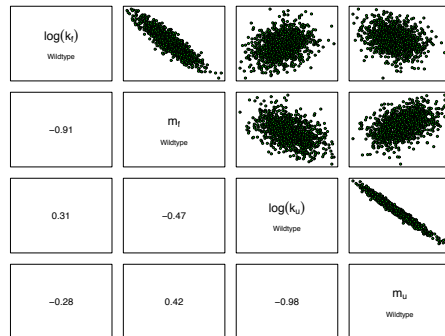 log(k_f)
Wildtype
−0.91
m_f
Wildtype
0.31
−0.47
log(k_u)
Wildtype
−0.28
0.42
−0.98
m_u
Wildtype